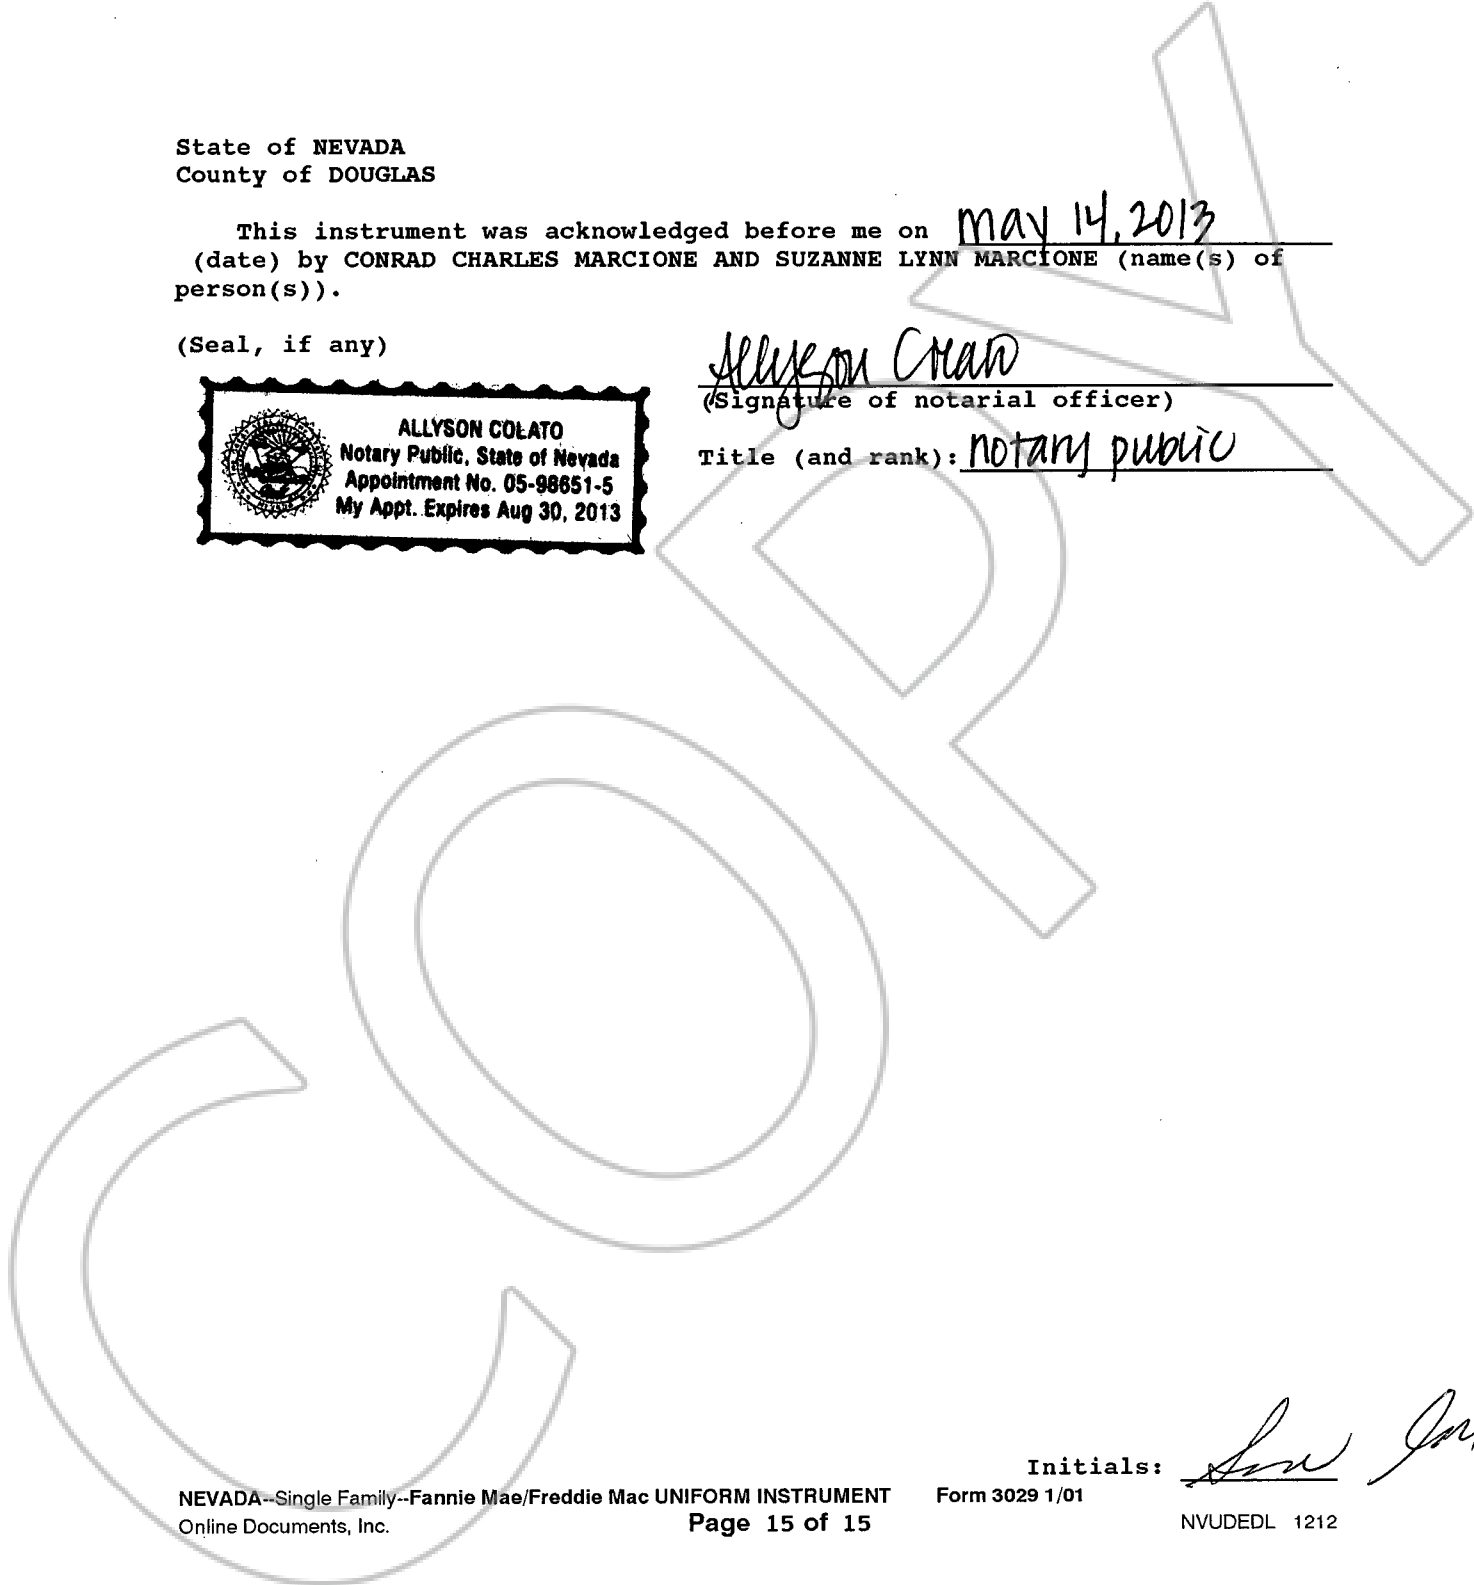 State of NEVADA
County of DOUGLAS
This instrument was acknowledged before me on May 14, 2013
(date) by CONRAD CHARLES MARCIONE AND SUZANNE LYNN MARCIONE (name(s) of
person(s)).
(Seal, if any)
Allyson Colato
(Signature of notarial officer)
ALLYSON COLATO
Notary Public, State of Nevada
Appointment No. 05-98651-5
My Appt. Expires Aug 30, 2013
Title (and rank): notary public
COPY
Initials:
NEVADA--Single Family--Fannie Mae/Freddie Mac UNIFORM INSTRUMENT Form 3029 1/01
Online Documents, Inc. Page 15 of 15 NVUDEDL 1212